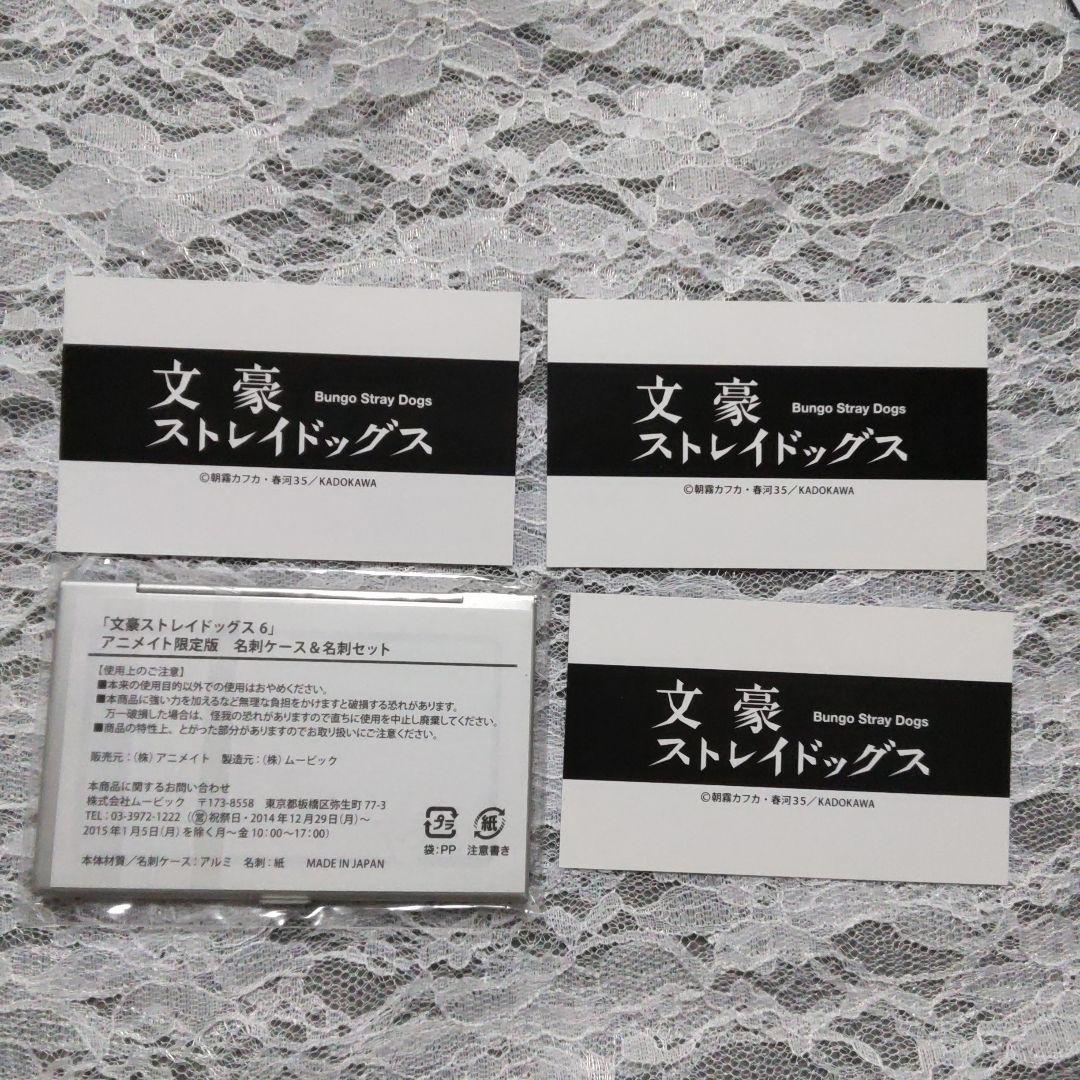 文豪 Bungo Stray Dogs
ストレイドッグス
©朝霧カフカ・春河35／KADOKAWA
文豪 Bungo Stray Dogs
ストレイドッグス
©朝霧カフカ・春河35／KADOKAWA
「文豪ストレイドッグス 6」
アニメイト限定版　名刺ケース＆名刺セット
【使用上のご注意】
■本来の使用目的以外での使用はおやめください。
■本商品に強い力を加えるなど無理な負担をかけますと破損する恐れがあります。
万一破損した場合は、怪我の恐れがありますので直ちに使用を中止し廃棄してください。
■商品の特性上、とがった部分がありますのでお取り扱いにご注意ください。
販売元：（株）アニメイト　製造元：（株）ムービック
本商品に関するお問い合わせ
株式会社ムービック　〒173-8558　東京都板橋区弥生町 77-3
TEL：03-3972-1222（㊡祝祭日・2014年12月29日（月）～
2015年1月5日（月）を除く月～金 10：00～17：00）
プラ
紙
袋：PP　注意書き
本体材質／名刺ケース：アルミ　名刺：紙　MADE IN JAPAN
文豪 Bungo Stray Dogs
ストレイドッグス
©朝霧カフカ・春河35／KADOKAWA